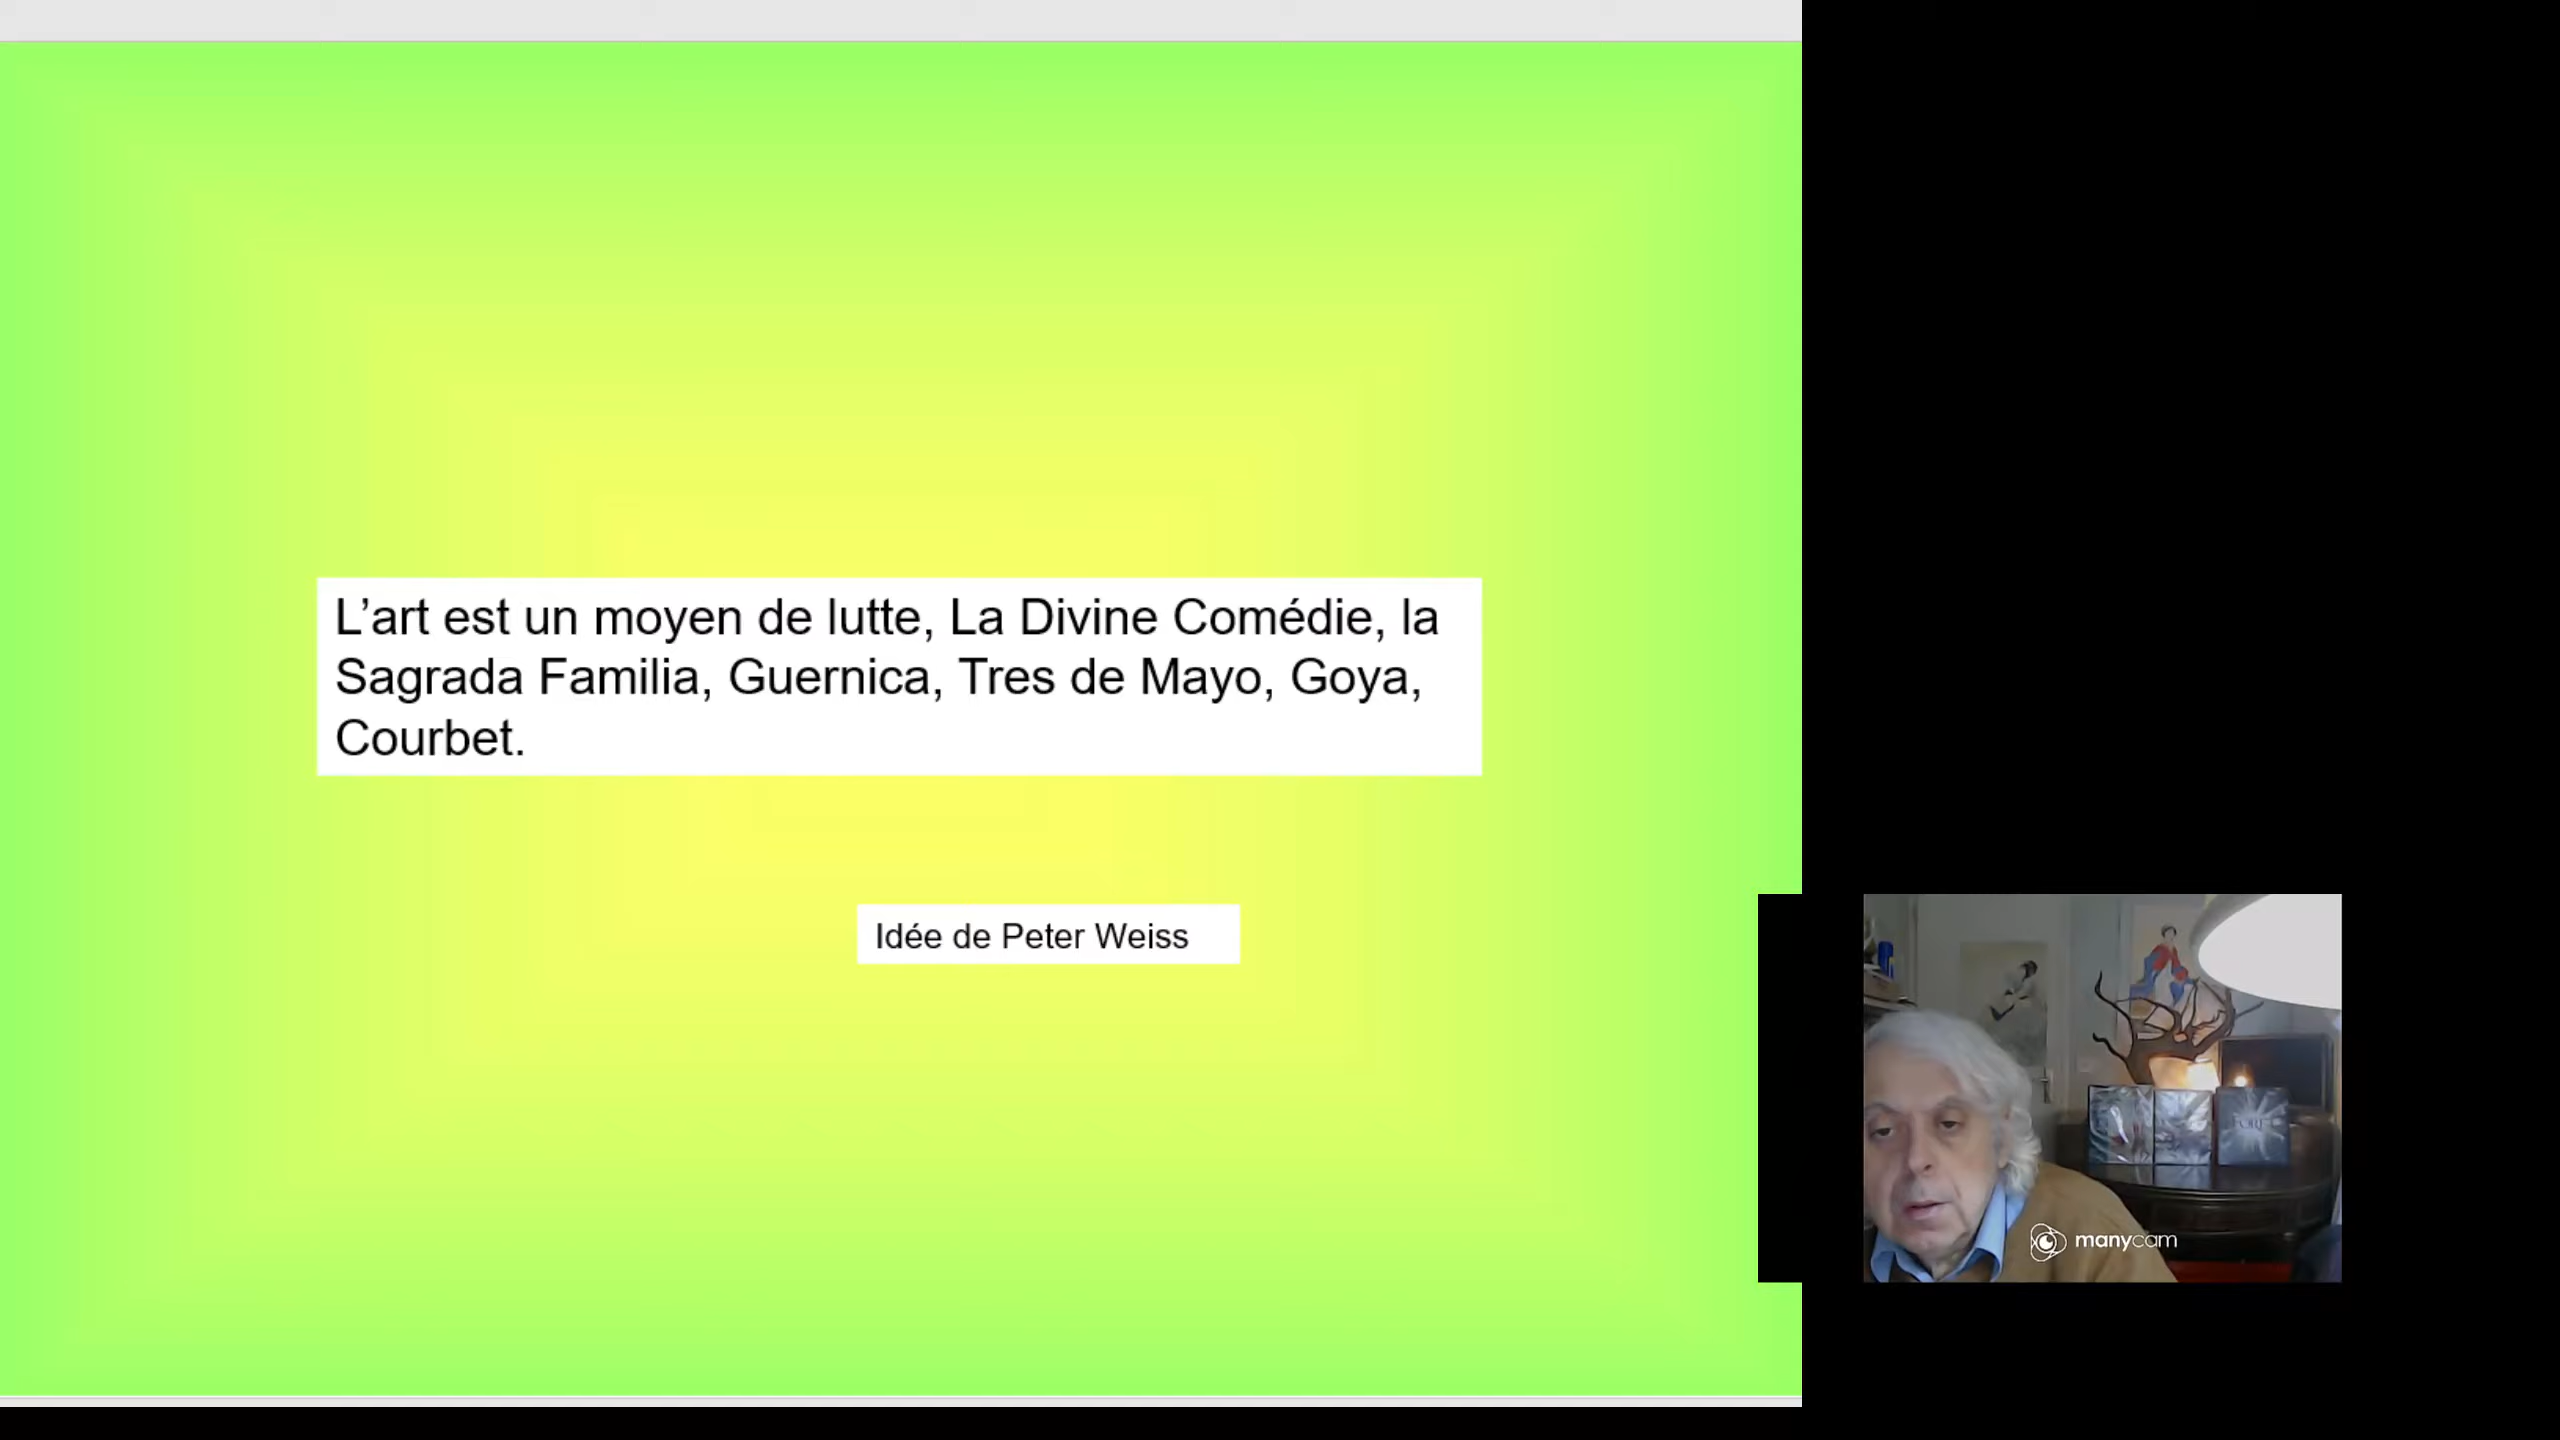 L’art est un moyen de lutte, La Divine Comédie, la
Sagrada Familia, Guernica, Tres de Mayo, Goya,
Courbet.
Idée de Peter Weiss
manycam